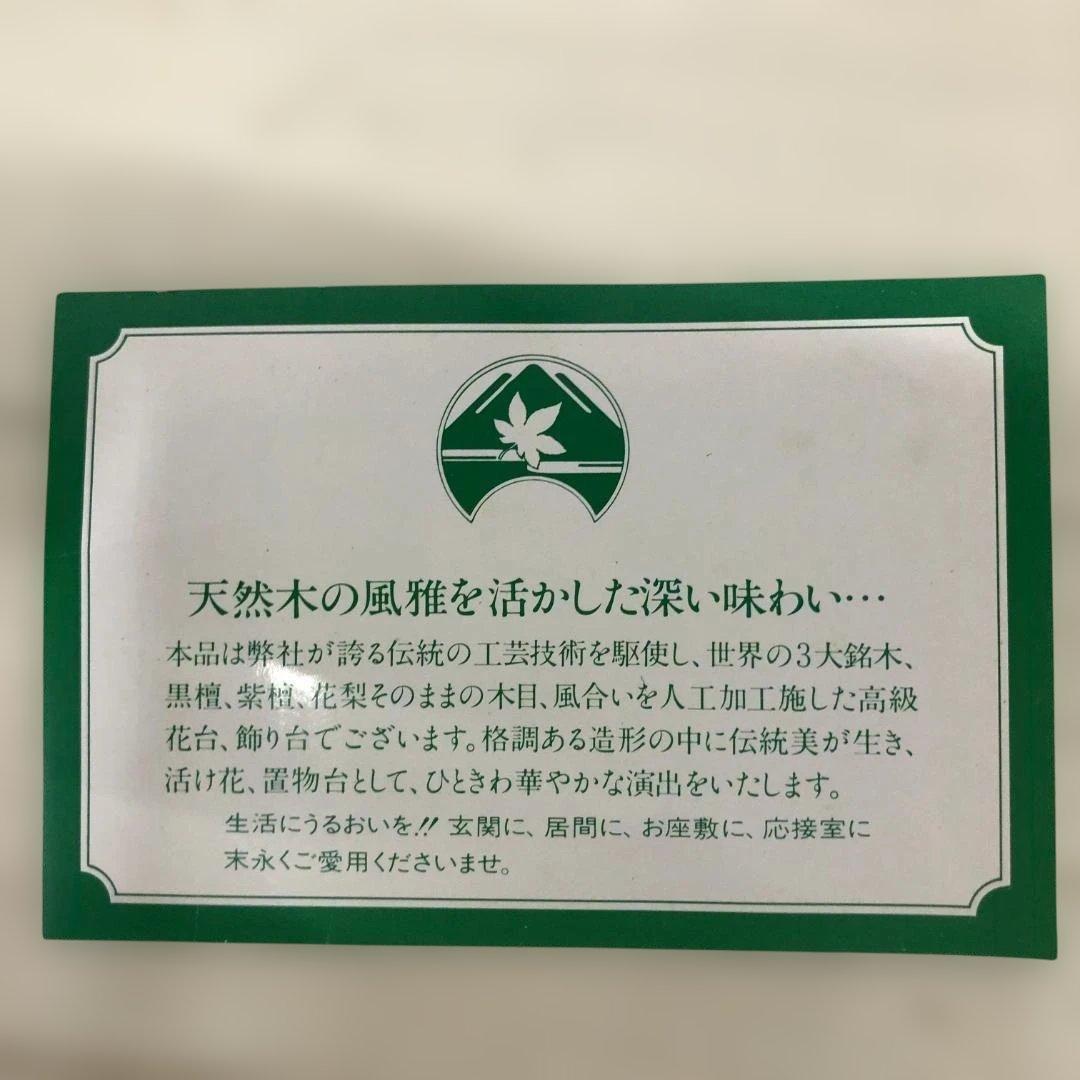 天然木の風雅を活かした深い味わい…
本品は弊社が誇る伝統の工芸技術を駆使し、世界の3大銘木、
黒檀、紫檀、花梨そのままの木目、風合いを人工加工施した高級
花台、飾り台でございます。格調ある造形の中に伝統美が生き、
活け花、置物台として、ひときわ華やかな演出をいたします。
生活にうるおいを!! 玄関に、居間に、お座敷に、応接室に
末永くご愛用くださいませ。